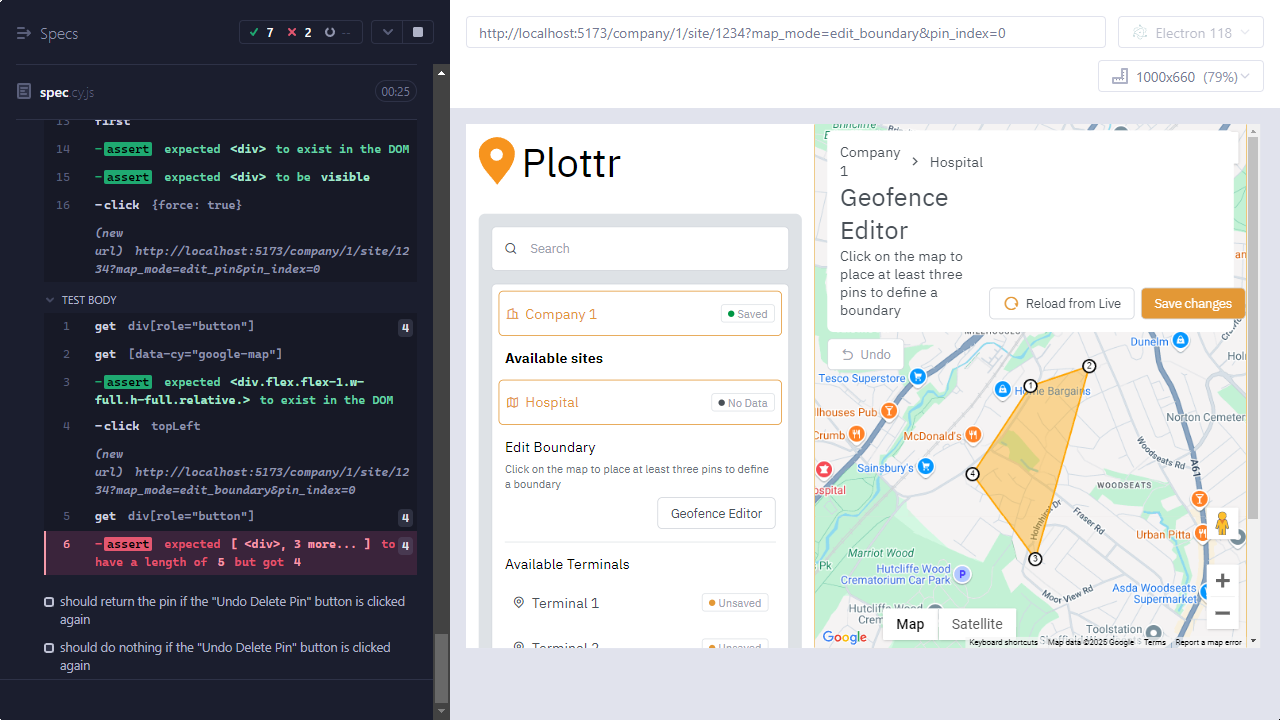 Specs
7
2
--
spec.cy.js
00:25
13 first
14 -assert expected <div> to exist in the DOM
15 -assert expected <div> to be visible
16 -click {force: true}
(new
url) http://localhost:5173/company/1/site/12
34?map_mode=edit_pin&pin_index=0
TEST BODY
1 get div[role="button"] 4
2 get [data-cy="google-map"]
3 -assert expected <div.flex.flex-1.w-
full.h-full.relative.> to exist in the DOM
4 -click topLeft
(new
url) http://localhost:5173/company/1/site/12
34?map_mode=edit_boundary&pin_index=0
5 get div[role="button"] 4
6 -assert expected [ <div>, 3 more... ] to 4
have a length of 5 but got 4
should return the pin if the "Undo Delete Pin" button is clicked
again
should do nothing if the "Undo Delete Pin" button is clicked
again
http://localhost:5173/company/1/site/1234?map_mode=edit_boundary&pin_index=0
Electron 118
1000x660 (79%)
Plottr
Search
Company 1
Saved
Available sites
Hospital
No Data
Edit Boundary
Click on the map to place at least three pins to define
a boundary
Geofence Editor
Available Terminals
Terminal 1
Unsaved
Terminal 2
Unsaved
Company
1
Hospital
Geofence
Editor
Click on the map to
place at least three
pins to define a
boundary
Reload from Live
Save changes
Undo
Dunelm
Tesco Superstore
1
2
Home Bargains
llhouses Pub
Norton Cemetery
Crumb
McDonald's
Sainsbury's
Woodseats Rd
A61
4
ospital
WOODSEATS
Holmhirst Dr
Fraser Rd
Urban Pitta
Marriot Wood
3
Hutcliffe Wood
Crematorium Car Park
P
Moor View Rd
Asda Woodseats
Supermarket
Hutcliffe Wood
Toolstation
Google
Map
Satellite
Keyboard shortcuts
Map data ©2025 Google
Terms
Report a map error